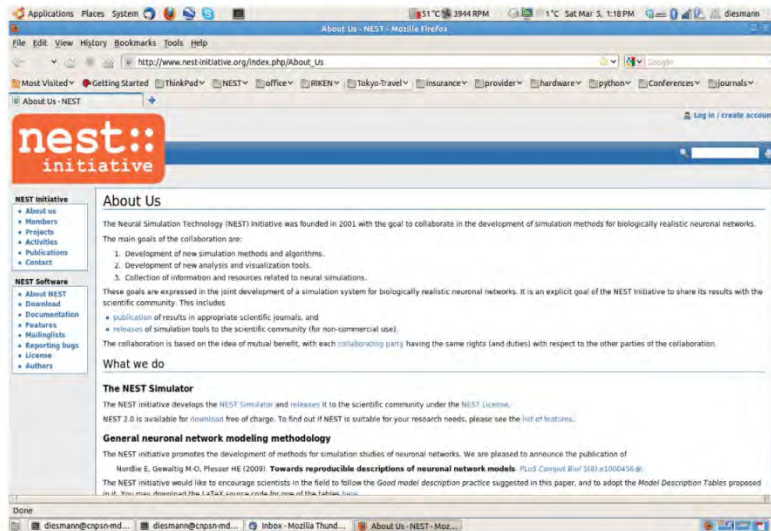 Applications Places System 51°C 3944 RPM 1°C Sat Mar 5, 1:18 PM diesmann
About Us - NEST - Mozilla Firefox
File Edit View History Bookmarks Tools Help
http://www.nest-initiative.org/index.php/About_Us Google
Most Visited Getting Started ThinkPad NEST office RIKEN Tokyo-Travel insurance provider hardware python Conferences journals
About Us - NEST
Log in / create account
nest::
initiative
NEST Initiative
About us
Members
Projects
Activities
Publications
Contact
NEST Software
About NEST
Download
Documentation
Features
Mailinglists
Reporting bugs
License
Authors
About Us
The Neural Simulation Technology (NEST) Initiative was founded in 2001 with the goal to collaborate in the development of simulation methods for biologically realistic neuronal networks.
The main goals of the collaboration are:
1. Development of new simulation methods and algorithms.
2. Development of new analysis and visualization tools.
3. Collection of information and resources related to neural simulations.
These goals are expressed in the joint development of a simulation system for biologically realistic neuronal networks. It is an explicit goal of the NEST Initiative to share its results with the
scientific community. This includes
publication of results in appropriate scientific journals, and
releases of simulation tools to the scientific community (for non-commercial use).
The collaboration is based on the idea of mutual benefit, with each collaborating party having the same rights (and duties) with respect to the other parties of the collaboration.
What we do
The NEST Simulator
The NEST initiative develops the NEST Simulator and releases it to the scientific community under the NEST License.
NEST 2.0 is available for download free of charge. To find out if NEST is suitable for your research needs, please see the list of features.
General neuronal network modeling methodology
The NEST initiative promotes the development of methods for simulation studies of neuronal networks. We are pleased to announce the publication of
Nordlie E, Gewaltig M-O, Plesser HE (2009). Towards reproducible descriptions of neuronal network models. PLoS Comput Biol 5(8):e1000456.
The NEST initiative would like to encourage scientists in the field to follow the Good model description practice suggested in this paper, and to adopt the Model Description Tables proposed
in it. You may download the LaTeX source code for one of the tables here
Done
diesmann@cnpsn-md... diesmann@cnpsn-md... Inbox - Mozilla Thund... About Us - NEST - Moz...